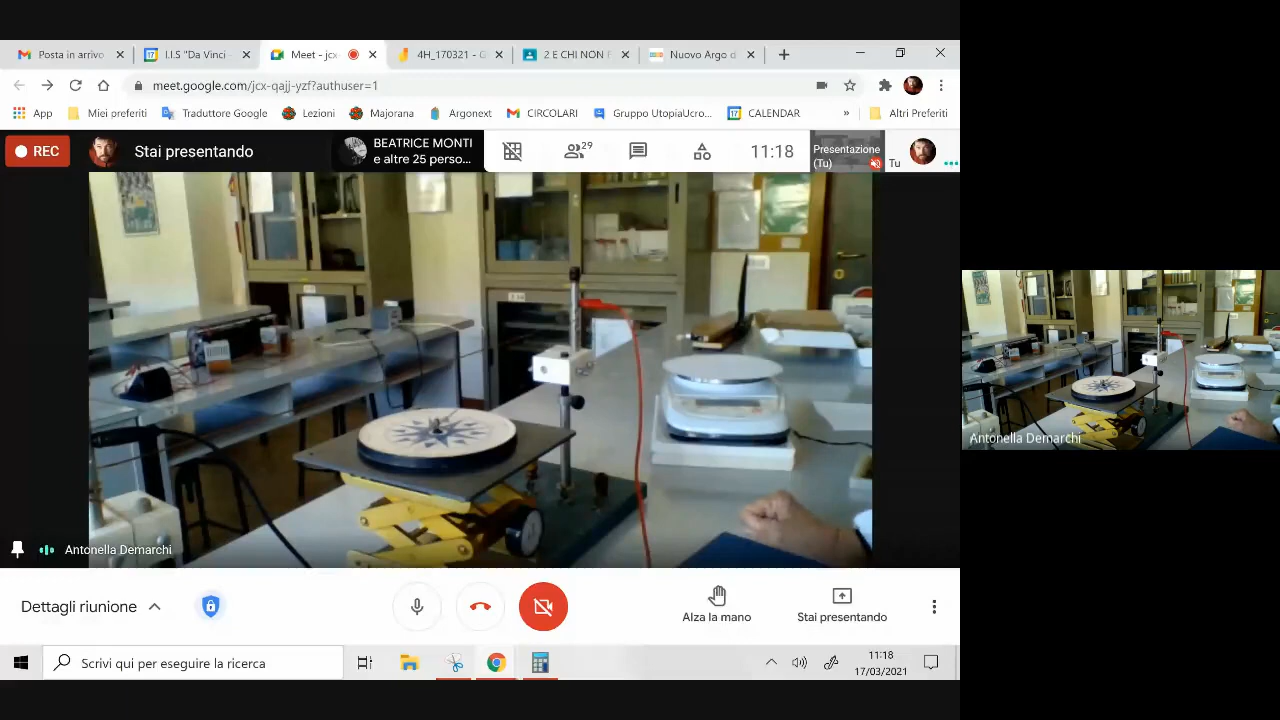 Posta in arrivo
I.I.S "Da Vinci -
Meet - jcx
4H_170321 - G
2 E CHI NON F
Nuovo Argo d
meet.google.com/jcx-qajj-yzf?authuser=1
App
Miei preferiti
Traduttore Google
Lezioni
Majorana
Argonext
CIRCOLARI
Gruppo UtopiaUcro...
CALENDAR
»
Altri Preferiti
REC
Stai presentando
BEATRICE MONTI
e altre 25 perso...
29
11:18
Presentazione
(Tu)
Tu
Antonella Demarchi
Antonella Demarchi
Dettagli riunione
Alza la mano
Stai presentando
Scrivi qui per eseguire la ricerca
11:18
17/03/2021